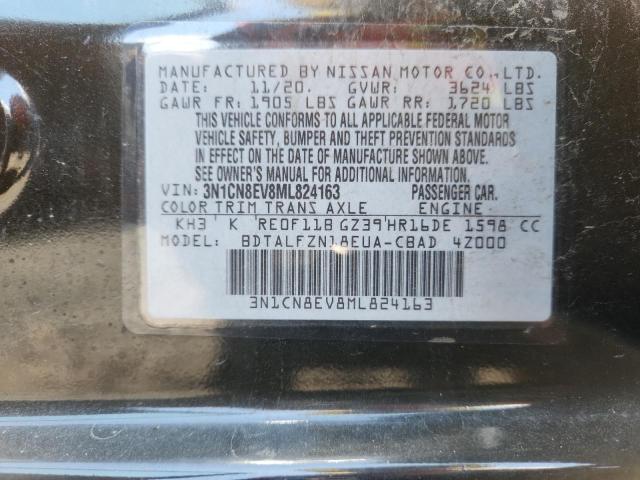 MANUFACTURED BY NISSAN MOTOR CO.,LTD.
DATE: 11/20. GVWR: 3624 LBS
GAWR FR: 1905 LBS GAWR RR: 1720 LBS
THIS VEHICLE CONFORMS TO ALL APPLICABLE FEDERAL MOTOR
VEHICLE SAFETY, BUMPER AND THEFT PREVENTION STANDARDS
IN EFFECT ON THE DATE OF MANUFACTURE SHOWN ABOVE.
SEE OWNER'S MANUAL FOR ADDITIONAL INFORMATION
VIN: 3N1CN8EV8ML824163 PASSENGER CAR.
COLOR TRIM TRANS AXLE ENGINE
KH3 K RE0F11B GZ39 HR16DE 1598 CC
MODEL BDTALFZN18EUA-CBAD 4Z000
3N1CN8EV8ML824163